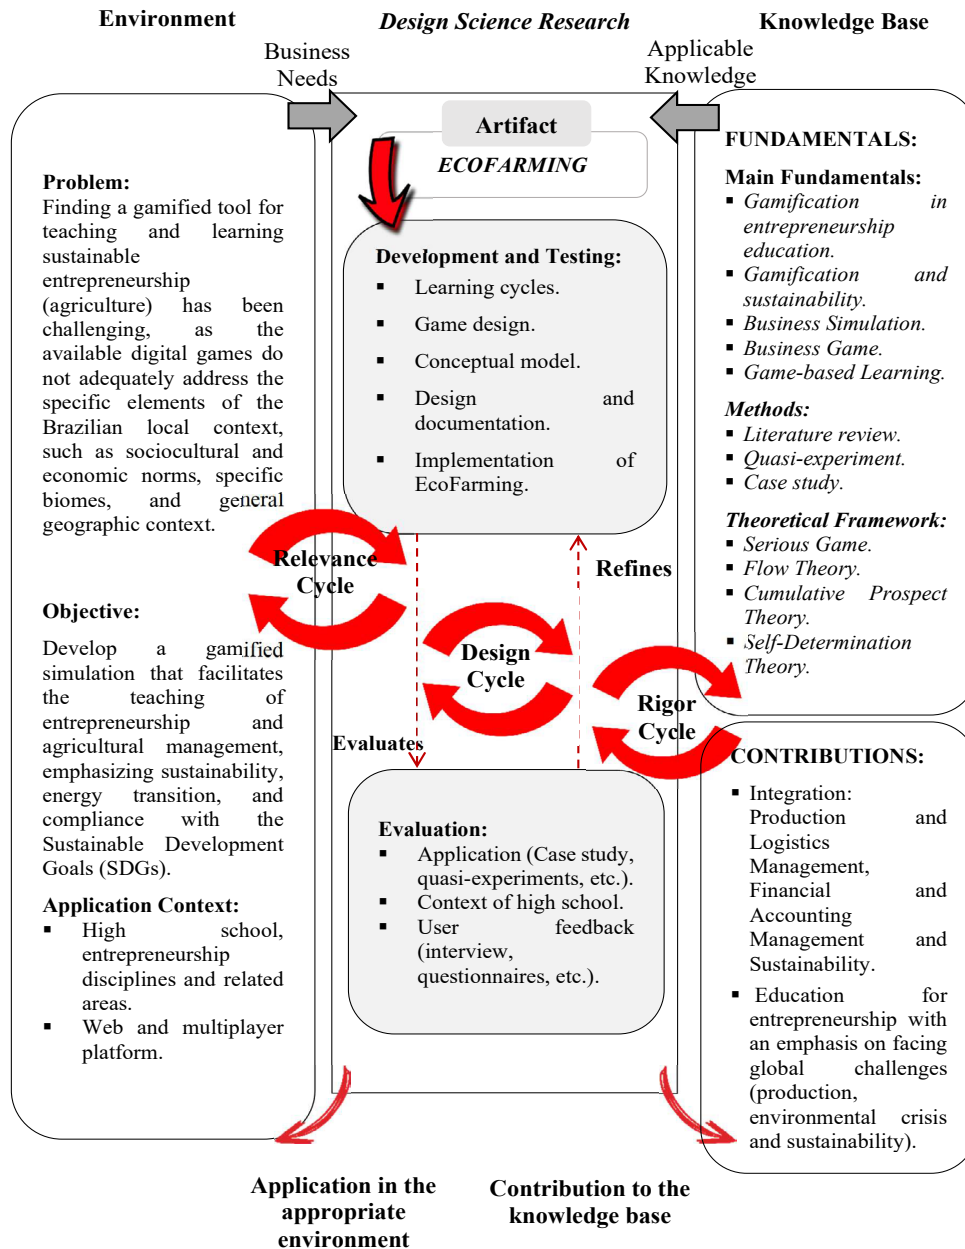 Environment
Design Science Research
Knowledge Base
Business
Needs
Applicable
Knowledge
Problem:
Finding a gamified tool for
teaching and learning
sustainable
entrepreneurship
(agriculture) has been
challenging, as the
available digital games do
not adequately address the
specific elements of the
Brazilian local context,
such as sociocultural and
economic norms, specific
biomes, and general
geographic context.
Objective:
Develop a gamified
simulation that facilitates
the teaching of
entrepreneurship and
agricultural management,
emphasizing sustainability,
energy transition, and
compliance with the
Sustainable Development
Goals (SDGs).
Application Context:
▪ High school,
entrepreneurship
disciplines and related
areas.
▪ Web and multiplayer
platform.
Artifact
ECOFARMING
Development and Testing:
▪ Learning cycles.
▪ Game design.
▪ Conceptual model.
▪ Design and
documentation.
▪ Implementation of
EcoFarming.
Relevance
Cycle
Refines
Design
Cycle
Rigor
Cycle
Evaluates
Evaluation:
▪ Application (Case study,
quasi-experiments, etc.).
▪ Context of high school.
▪ User feedback
(interview,
questionnaires, etc.).
FUNDAMENTALS:
Main Fundamentals:
▪ Gamification in
entrepreneurship
education.
▪ Gamification and
sustainability.
▪ Business Simulation.
▪ Business Game.
▪ Game-based Learning.
Methods:
▪ Literature review.
▪ Quasi-experiment.
▪ Case study.
Theoretical Framework:
▪ Serious Game.
▪ Flow Theory.
▪ Cumulative Prospect
Theory.
▪ Self-Determination
Theory.
CONTRIBUTIONS:
▪ Integration:
Production and
Logistics
Management,
Financial and
Accounting
Management and
Sustainability.
▪ Education for
entrepreneurship with
an emphasis on facing
global challenges
(production,
environmental crisis
and sustainability).
Application in the
appropriate
environment
Contribution to the
knowledge base